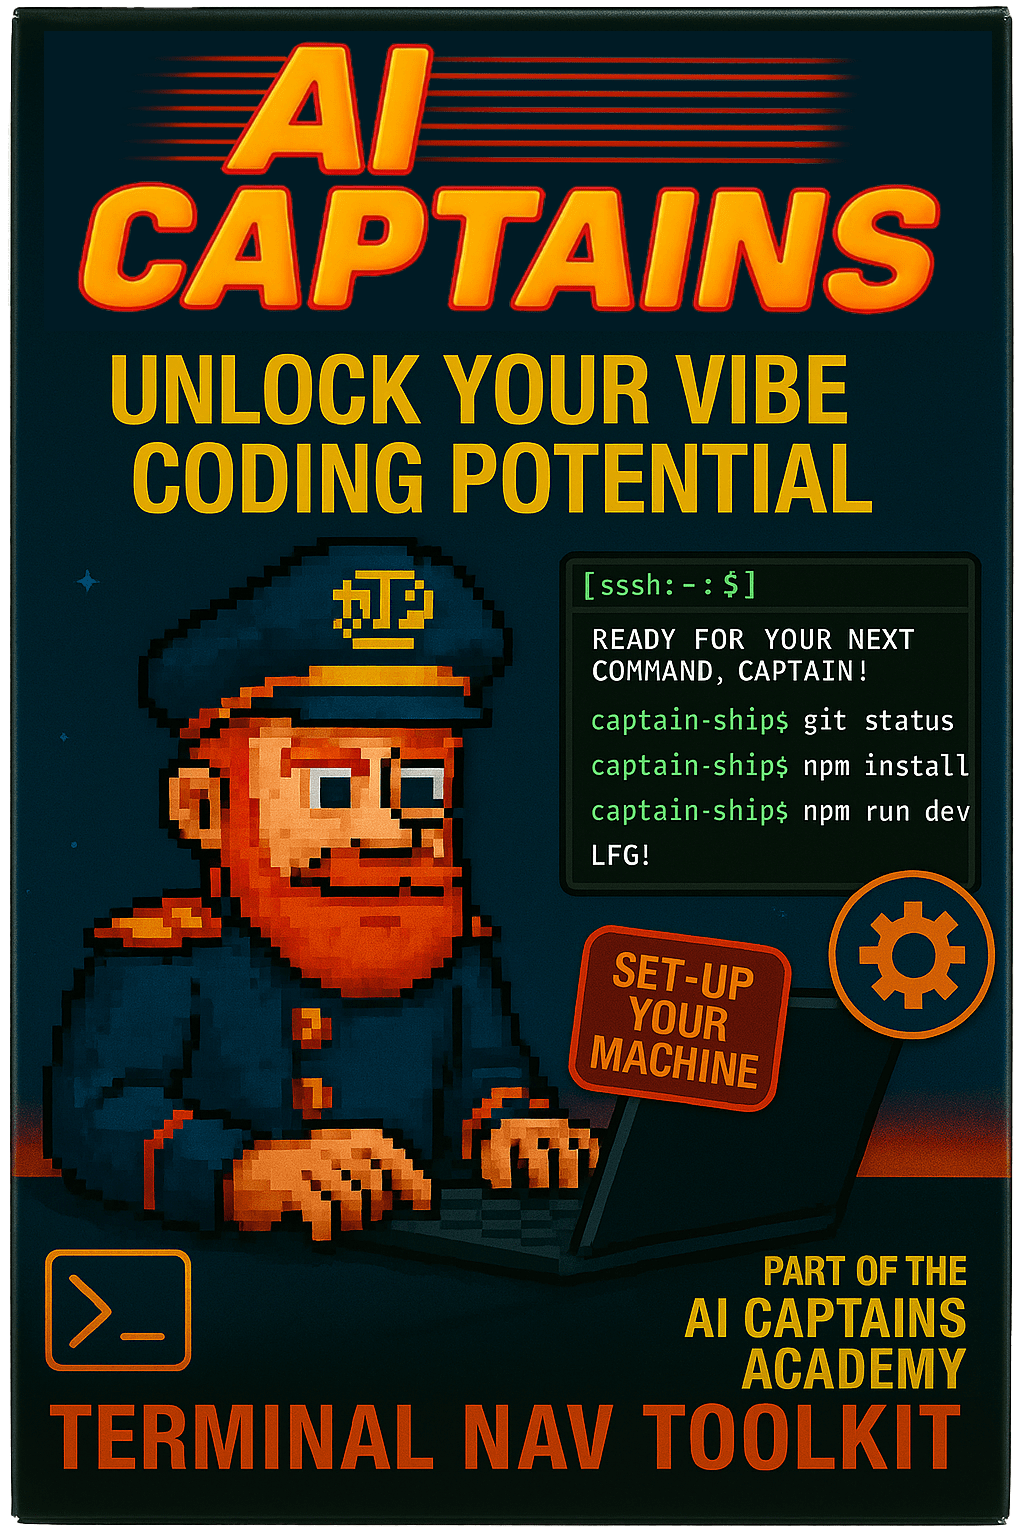 AI
CAPTAINS
UNLOCK YOUR VIBE
CODING POTENTIAL
[sssh:-:$]
READY FOR YOUR NEXT
COMMAND, CAPTAIN!
captain-ship$ git status
captain-ship$ npm install
captain-ship$ npm run dev
LFG!
SET-UP
YOUR
MACHINE
>_
PART OF THE
AI CAPTAINS
ACADEMY
TERMINAL NAV TOOLKIT